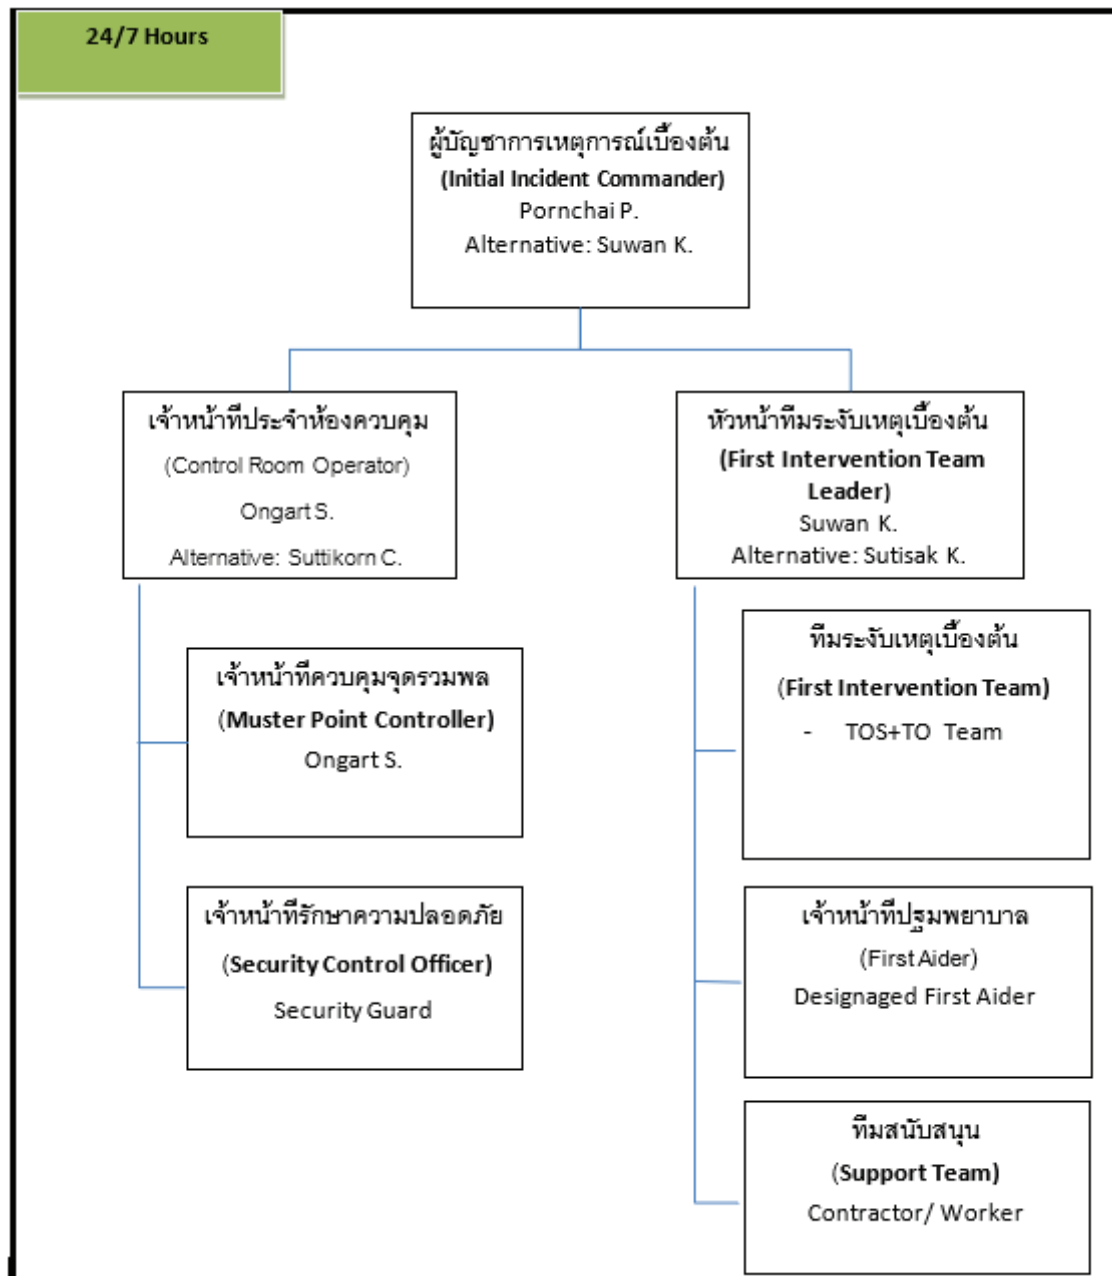 24/7 Hours
ผู้บัญชาการเหตุการณ์เบื้องต้น
(Initial Incident Commander)
Pornchai P.
Alternative: Suwan K.
เจ้าหน้าที่ประจำห้องควบคุม
(Control Room Operator)
Ongart S.
Alternative: Suttikorn C.
หัวหน้าทีมระงับเหตุเบื้องต้น
(First Intervention Team
Leader)
Suwan K.
Alternative: Sutisak K.
เจ้าหน้าที่ควบคุมจุดรวมพล
(Muster Point Controller)
Ongart S.
เจ้าหน้าที่รักษาความปลอดภัย
(Security Control Officer)
Security Guard
ทีมระงับเหตุเบื้องต้น
(First Intervention Team)
- TOS+TO Team
เจ้าหน้าที่ปฐมพยาบาล
(First Aider)
Designaged First Aider
ทีมสนับสนุน
(Support Team)
Contractor/ Worker